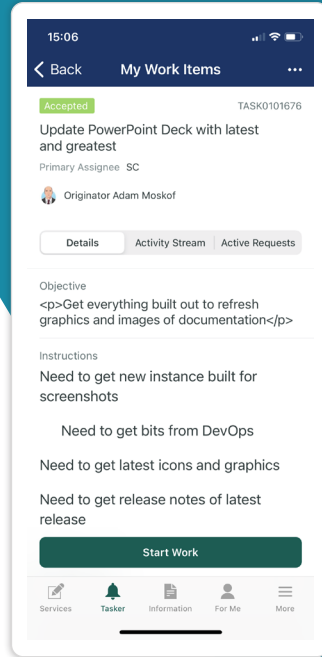 15:06
Back My Work Items ...
Accepted TASK0101676
Update PowerPoint Deck with latest
and greatest
Primary Assignee SC
Originator Adam Moskof
Details Activity Stream Active Requests
Objective
<p>Get everything built out to refresh
graphics and images of documentation</p>
Instructions
Need to get new instance built for
screenshots
Need to get bits from DevOps
Need to get latest icons and graphics
Need to get release notes of latest
release
Start Work
Services Tasker Information For Me More